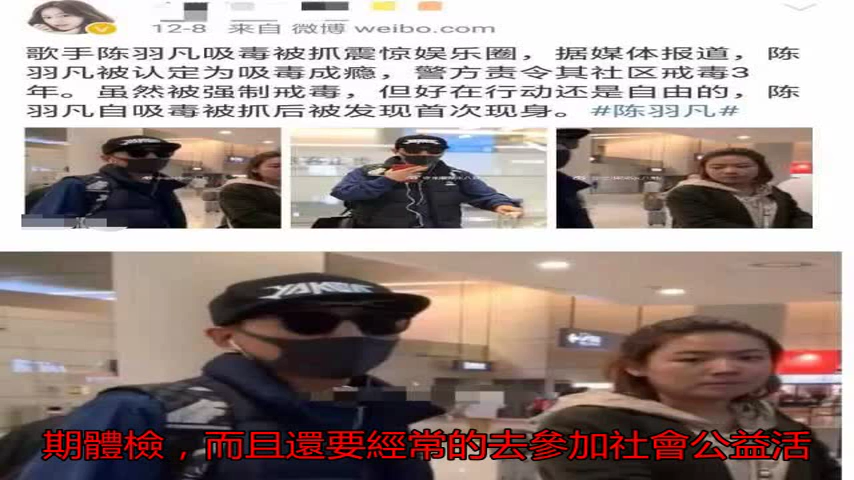 12-8 来自 微博 weibo.com
歌手陈羽凡吸毒被抓震惊娱乐圈，据媒体报道，陈
羽凡被认定为吸毒成瘾，警方责令其社区戒毒3
年。虽然被强制戒毒，但好在行动还是自由的，陈
羽凡自吸毒被抓后被发现首次现身。#陈羽凡#
期體檢，而且還要經常的去參加社會公益活